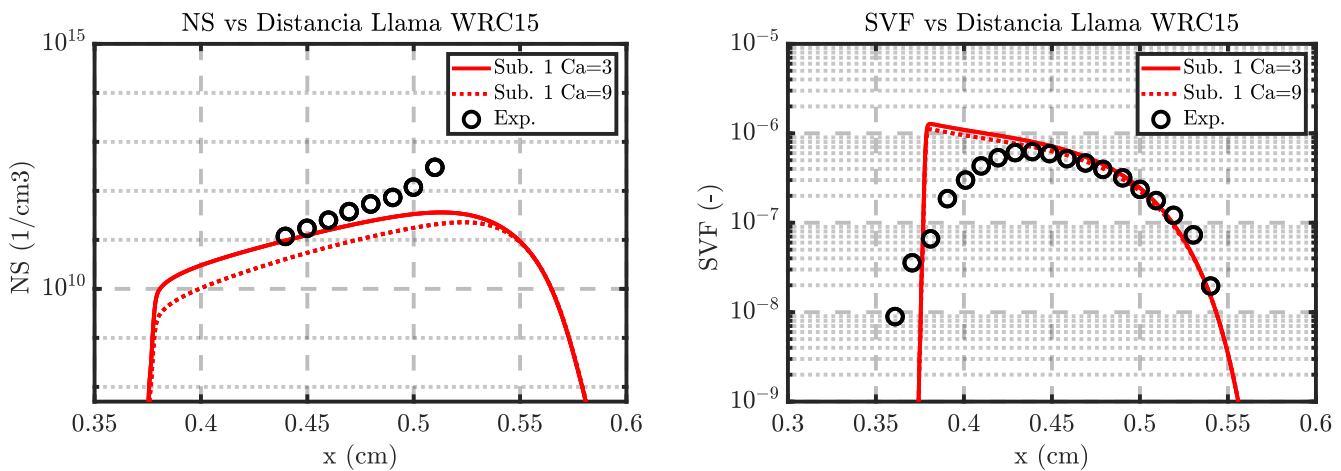 NS vs Distancia Llama WRC15
10^15
10^10
NS (1/cm3)
Sub. 1 Ca=3
Sub. 1 Ca=9
Exp.
0.35 0.4 0.45 0.5 0.55 0.6
x (cm)
SVF vs Distancia Llama WRC15
10^-5
10^-6
10^-7
10^-8
10^-9
SVF (-)
Sub. 1 Ca=3
Sub. 1 Ca=9
Exp.
0.3 0.35 0.4 0.45 0.5 0.55 0.6
x (cm)